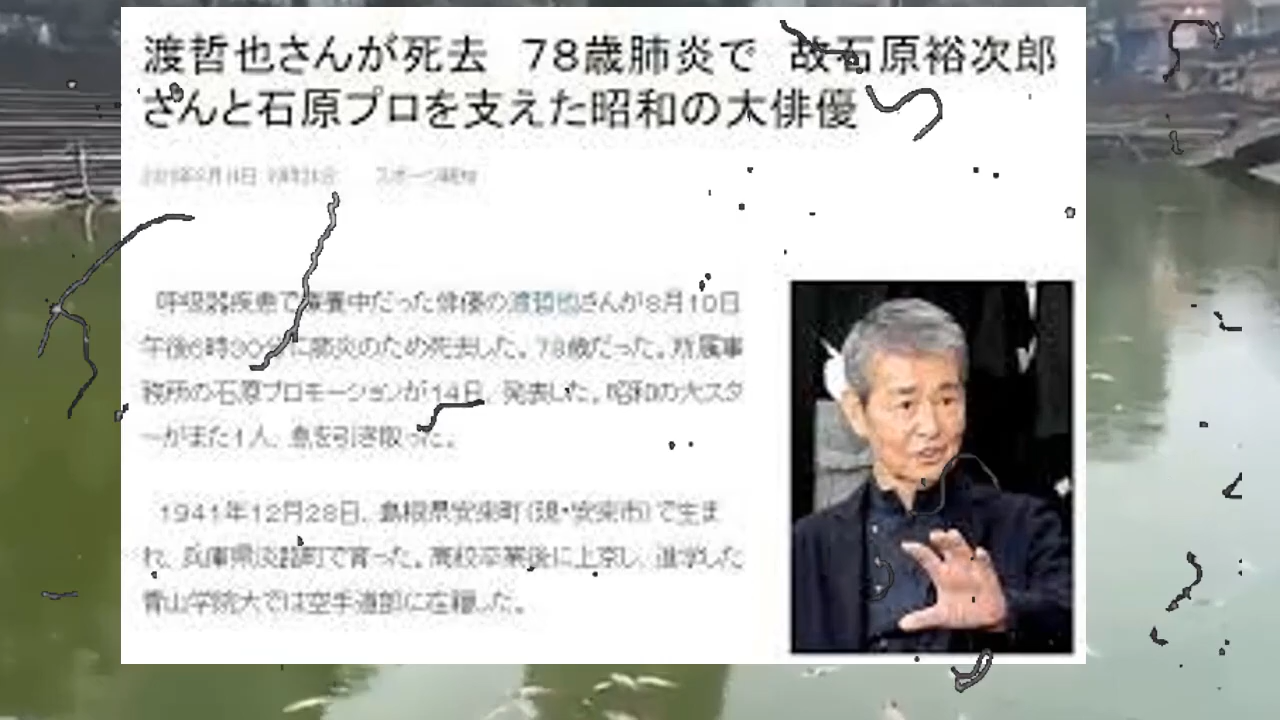 渡哲也さんが死去　78歳肺炎で　故石原裕次郎
さんと石原プロを支えた昭和の大俳優
呼吸器疾患で療養中だった俳優の渡哲也さんが8月10日
午後6時30分に肺炎のため死去した。78歳だった。所属事
務所の石原プロモーションが14日、発表した。昭和の大スタ
ーがまた1人、息を引き取った。
1941年12月28日、島根県安来町(現・安来市)で生ま
れ、兵庫県淡路町で育った。高校卒業後に上京し、進学した
青山学院大では空手道部に在籍した。